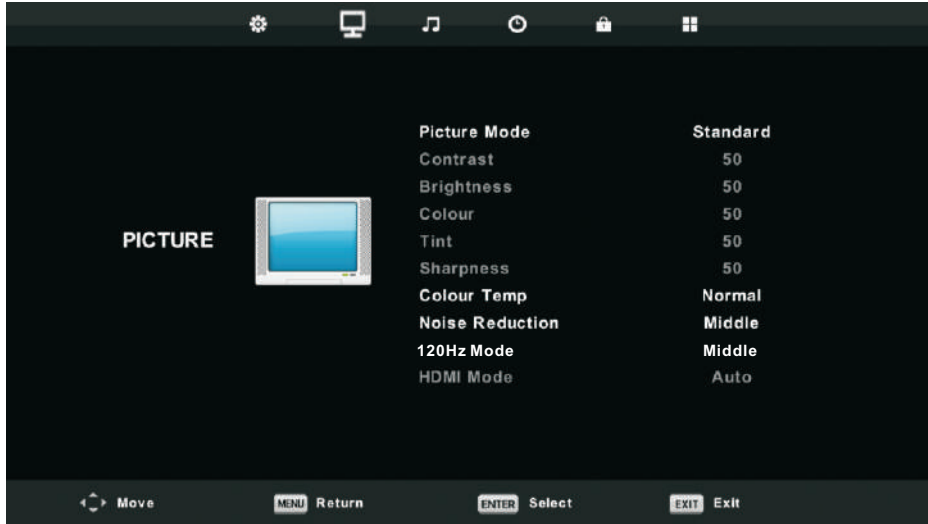 PICTURE
Picture Mode Standard
Contrast 50
Brightness 50
Colour 50
Tint 50
Sharpness 50
Colour Temp Normal
Noise Reduction Middle
120Hz Mode Middle
HDMI Mode Auto
Move MENU Return ENTER Select EXIT Exit